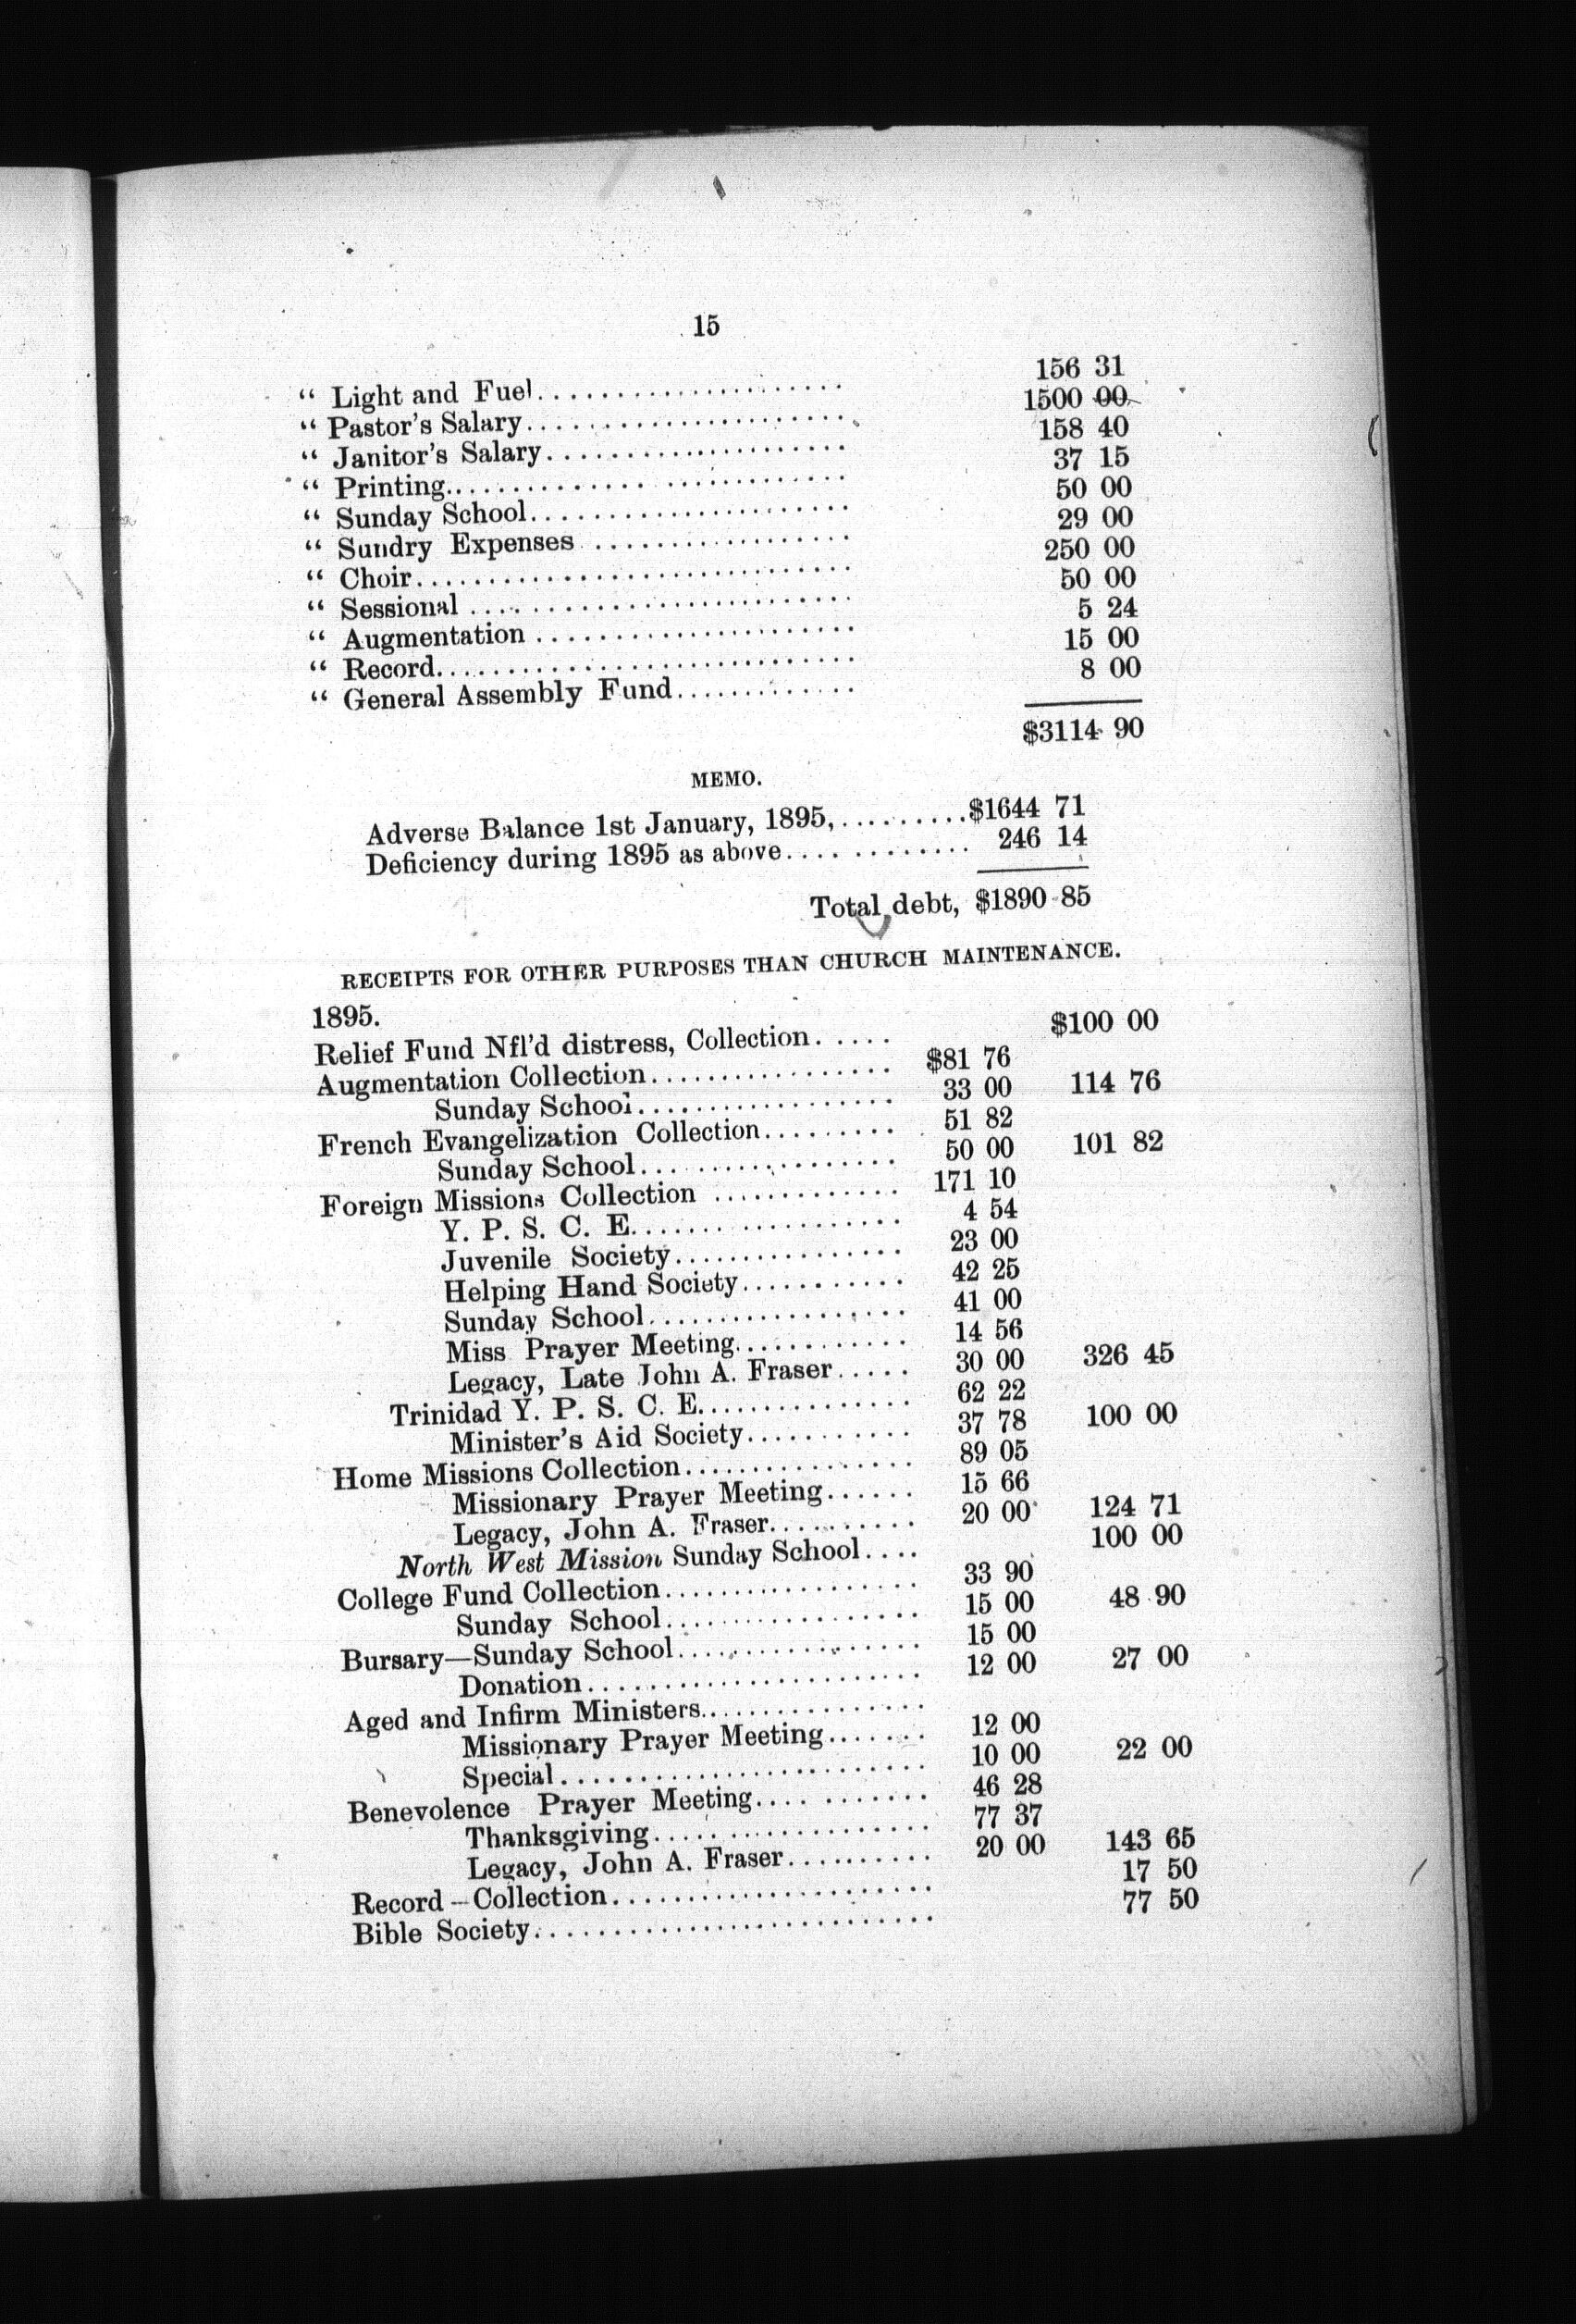 15
“ Light and Fuel..................... 156 31
“ Pastor's Salary..................... 1500 00
“ Janitor's Salary.................... 158 40
“ Printing............................ 37 15
“ Sunday School....................... 50 00
“ Sundry Expenses .................... 29 00
“ Choir............................... 250 00
“ Sessional .......................... 50 00
“ Augmentation ....................... 5 24
“ Record.............................. 15 00
“ General Assembly Fund............... 8 00
$3114 90
MEMO.
Adverse Balance 1st January, 1895,..........$1644 71
Deficiency during 1895 as above............. 246 14
Total debt, $1890 85
RECEIPTS FOR OTHER PURPOSES THAN CHURCH MAINTENANCE.
1895.
Relief Fund Nfl'd distress, Collection..... $100 00
Augmentation Collection................. $81 76
Sunday School.................. 33 00 114 76
French Evangelization Collection......... 51 82
Sunday School.................. 50 00 101 82
Foreign Missions Collection ............. 171 10
Y. P. S. C. E.................. 4 54
Juvenile Society................ 23 00
Helping Hand Society........... 42 25
Sunday School.................. 41 00
Miss Prayer Meeting............ 14 56
Legacy, Late John A. Fraser..... 30 00 326 45
Trinidad Y. P. S. C. E............... 62 22
Minister's Aid Society........... 37 78 100 00
Home Missions Collection................ 89 05
Missionary Prayer Meeting...... 15 66
Legacy, John A. Fraser.......... 20 00 124 71
North West Mission Sunday School.... 100 00
College Fund Collection.................. 33 90
Sunday School................. 15 00 48 90
Bursary—Sunday School.................. 15 00
Donation........................ 12 00 27 00
Aged and Infirm Ministers................
Missionary Prayer Meeting....... 12 00
Special......................... 10 00 22 00
Benevolence Prayer Meeting............. 46 28
Thanksgiving................... 77 37
Legacy, John A. Fraser.......... 20 00 143 65
Record—Collection...................... 17 50
Bible Society........................... 77 50